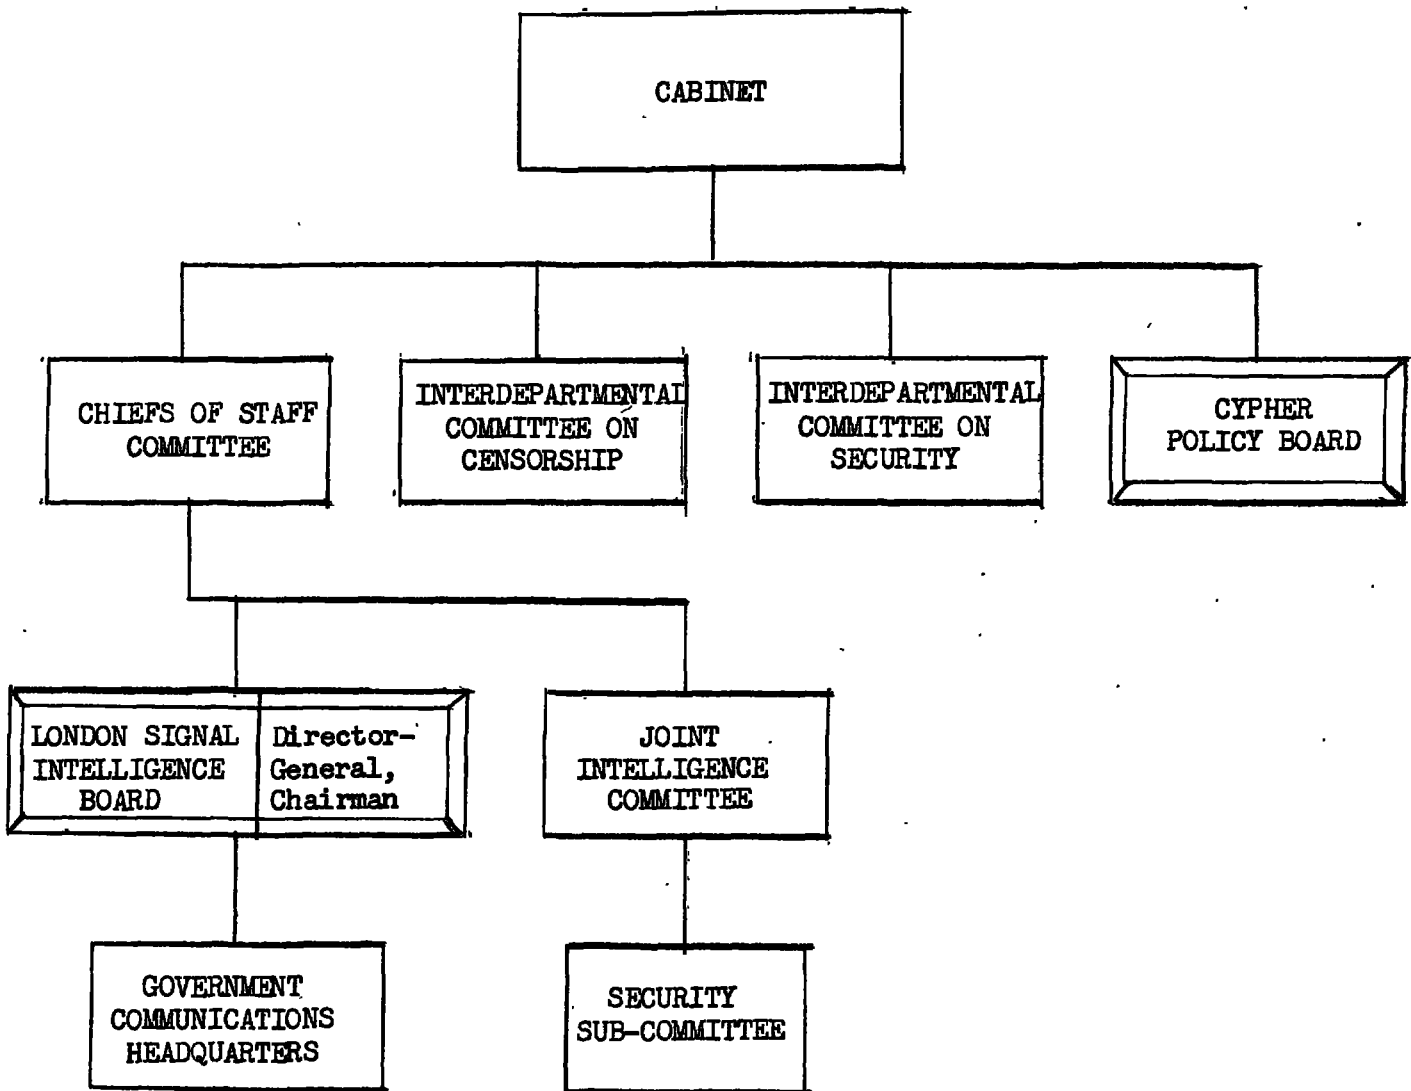 CABINET
CHIEFS OF STAFF
COMMITTEE
INTERDEPARTMENTAL
COMMITTEE ON
CENSORSHIP
INTERDEPARTMENTAL
COMMITTEE ON
SECURITY
CYPHER
POLICY BOARD
LONDON SIGNAL
INTELLIGENCE
BOARD
Director-
General,
Chairman
JOINT
INTELLIGENCE
COMMITTEE
GOVERNMENT
COMMUNICATIONS
HEADQUARTERS
SECURITY
SUB-COMMITTEE